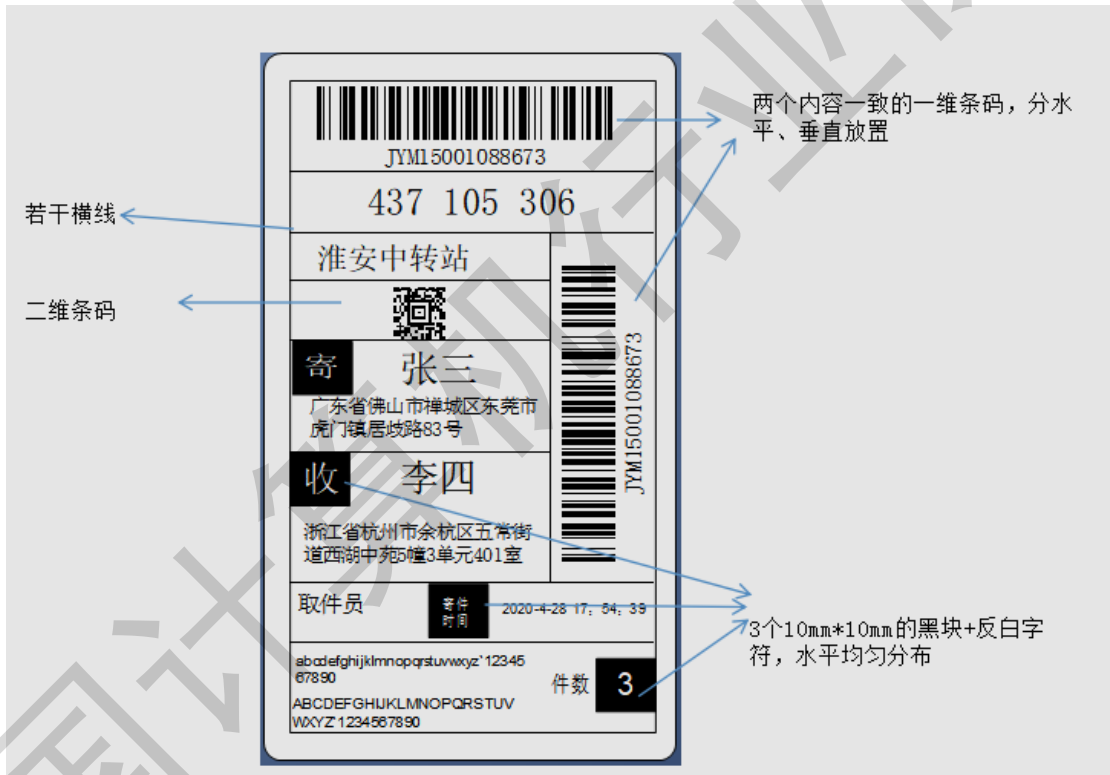 两个内容一致的一维条码，分水
平、垂直放置
JYM15001088673
437 105 306
若干横线
淮安中转站
二维条码
JYM15001088673
寄 张三
广东省佛山市禅城区东莞市
虎门镇居歧路83号
收 李四
浙江省杭州市余杭区五常街
道西湖中苑5幢3单元401室
取件员 寄件
时间 2020-4-28 17：54：39
3个10mm*10mm的黑块+反白字
符，水平均匀分布
abcdefghijklmnopqrstuvwxyz`12345
67890
件数 3
ABCDEFGHIJKLMNOPQRSTUV
WXYZ`1234567890
国计算机行业